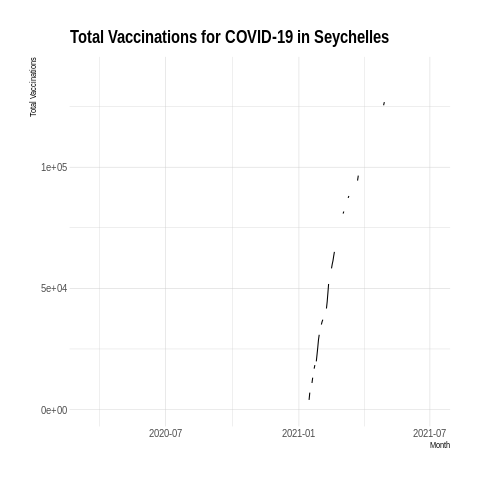 Total Vaccinations for COVID-19 in Seychelles
Total Vaccinations
1e+05
5e+04
0e+00
2020-07
2021-01
2021-07
Month